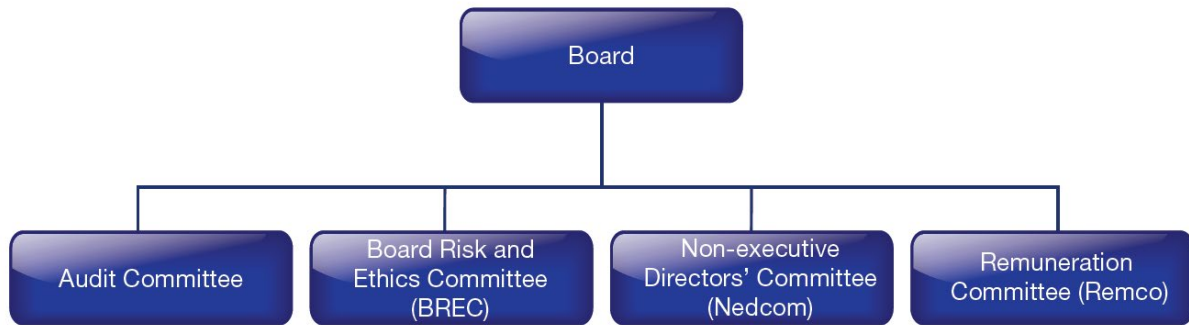 Board
Audit Committee
Board Risk and
Ethics Committee
(BREC)
Non-executive
Directors’ Committee
(Nedcom)
Remuneration
Committee (Remco)